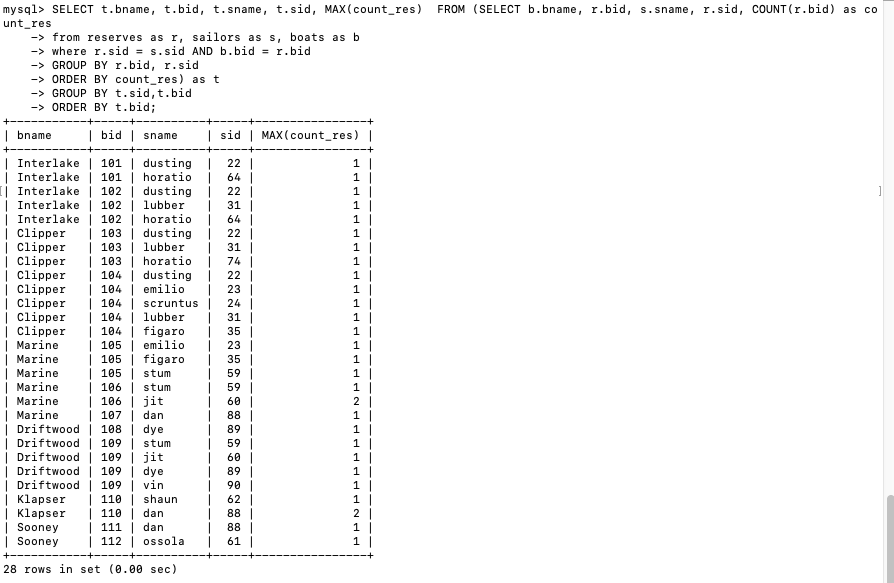 mysql> SELECT t.bname, t.bid, t.sname, t.sid, MAX(count_res)  FROM (SELECT b.bname, r.bid, s.sname, r.sid, COUNT(r.bid) as co
unt_res
    -> from reserves as r, sailors as s, boats as b
    -> where r.sid = s.sid AND b.bid = r.bid
    -> GROUP BY r.bid, r.sid
    -> ORDER BY count_res) as t
    -> GROUP BY t.sid,t.bid
    -> ORDER BY t.bid;
+-----------+-----+----------+-----+----------------+
| bname     | bid | sname    | sid | MAX(count_res) |
+-----------+-----+----------+-----+----------------+
| Interlake | 101 | dusting  |  22 |              1 |
| Interlake | 101 | horatio  |  64 |              1 |
| Interlake | 102 | dusting  |  22 |              1 |
| Interlake | 102 | lubber   |  31 |              1 |
| Interlake | 102 | horatio  |  64 |              1 |
| Clipper   | 103 | dusting  |  22 |              1 |
| Clipper   | 103 | lubber   |  31 |              1 |
| Clipper   | 103 | horatio  |  74 |              1 |
| Clipper   | 104 | dusting  |  22 |              1 |
| Clipper   | 104 | emilio   |  23 |              1 |
| Clipper   | 104 | scruntus |  24 |              1 |
| Clipper   | 104 | lubber   |  31 |              1 |
| Clipper   | 104 | figaro   |  35 |              1 |
| Marine    | 105 | emilio   |  23 |              1 |
| Marine    | 105 | figaro   |  35 |              1 |
| Marine    | 105 | stum     |  59 |              1 |
| Marine    | 106 | stum     |  59 |              1 |
| Marine    | 106 | jit      |  60 |              2 |
| Marine    | 107 | dan      |  88 |              1 |
| Driftwood | 108 | dye      |  89 |              1 |
| Driftwood | 109 | stum     |  59 |              1 |
| Driftwood | 109 | jit      |  60 |              1 |
| Driftwood | 109 | dye      |  89 |              1 |
| Driftwood | 109 | vin      |  90 |              1 |
| Klapser   | 110 | shaun    |  62 |              1 |
| Klapser   | 110 | dan      |  88 |              2 |
| Sooney    | 111 | dan      |  88 |              1 |
| Sooney    | 112 | ossola   |  61 |              1 |
+-----------+-----+----------+-----+----------------+
28 rows in set (0.00 sec)